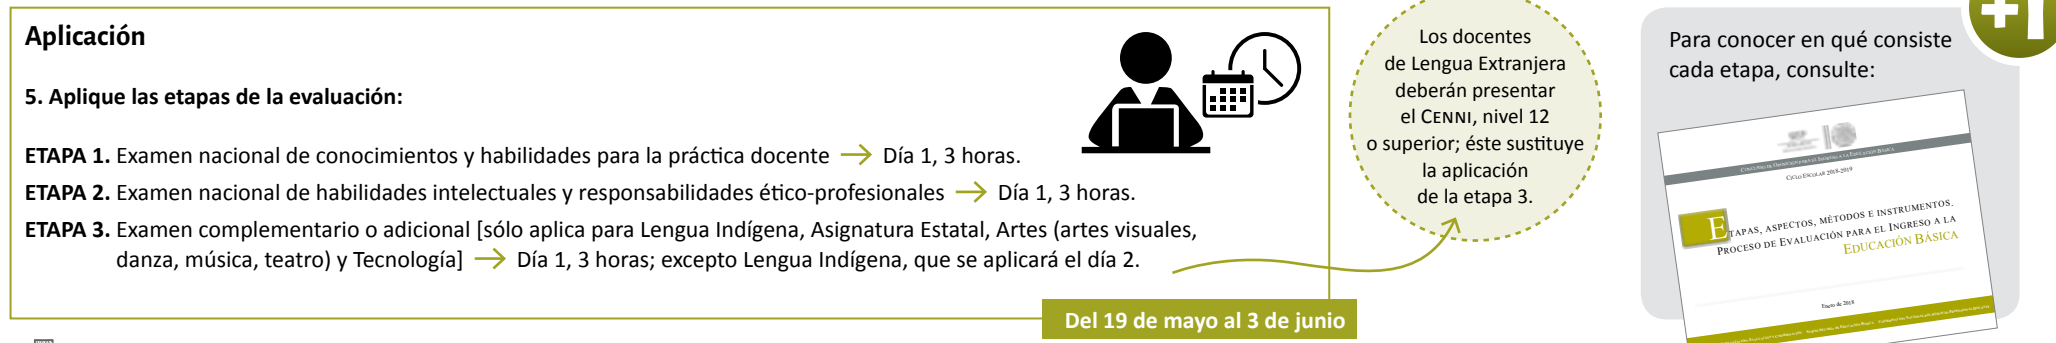 Aplicación
5. Aplique las etapas de la evaluación:
ETAPA 1. Examen nacional de conocimientos y habilidades para la práctica docente → Día 1, 3 horas.
ETAPA 2. Examen nacional de habilidades intelectuales y responsabilidades ético-profesionales → Día 1, 3 horas.
ETAPA 3. Examen complementario o adicional [sólo aplica para Lengua Indígena, Asignatura Estatal, Artes (artes visuales,
danza, música, teatro) y Tecnología] → Día 1, 3 horas; excepto Lengua Indígena, que se aplicará el día 2.
Del 19 de mayo al 3 de junio
Los docentes
de Lengua Extranjera
deberán presentar
el CENNI, nivel 12
o superior; éste sustituye
la aplicación
de la etapa 3.
+1
Para conocer en qué consiste
cada etapa, consulte:
CICLO ESCOLAR 2018-2019
ETAPAS, ASPECTOS, MÉTODOS E INSTRUMENTOS.
PROCESO DE EVALUACIÓN PARA EL INGRESO A LA
EDUCACIÓN BÁSICA
Enero de 2018